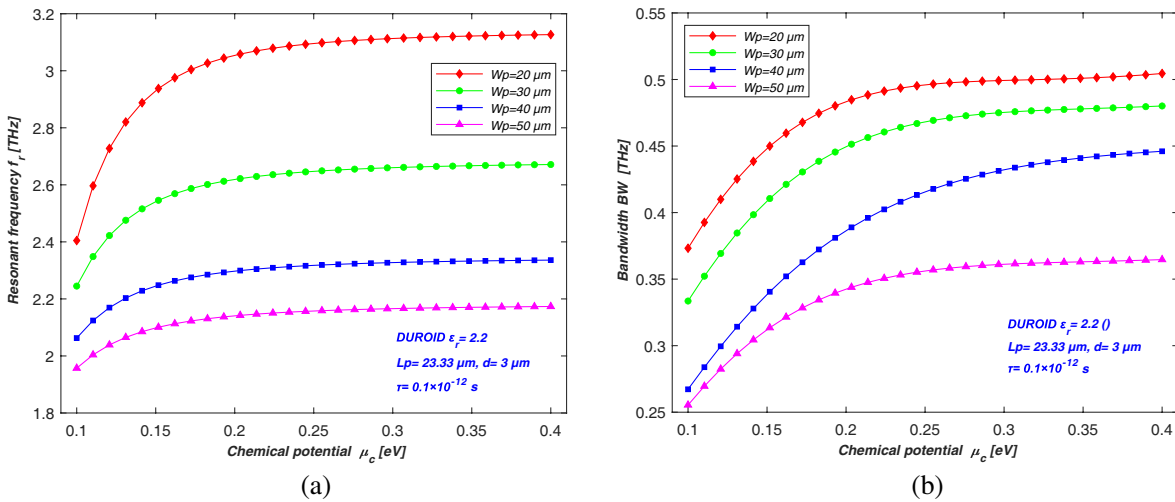 3.2
3
2.8
2.6
2.4
2.2
2
1.8
Resonant frequency f_r [THz]
Wp=20 μm
Wp=30 μm
Wp=40 μm
Wp=50 μm
DUROID ε_r= 2.2
Lp= 23.33 μm, d= 3 μm
τ= 0.1×10^-12 s
0.1 0.15 0.2 0.25 0.3 0.35 0.4
Chemical potential μ_c [eV]
(a)
0.55
0.5
0.45
0.4
0.35
0.3
0.25
Bandwidth BW [THz]
Wp=20 μm
Wp=30 μm
Wp=40 μm
Wp=50 μm
DUROID ε_r= 2.2 ()
Lp= 23.33 μm, d= 3 μm
τ= 0.1×10^-12 s
0.1 0.15 0.2 0.25 0.3 0.35 0.4
Chemical potential μ_c [eV]
(b)